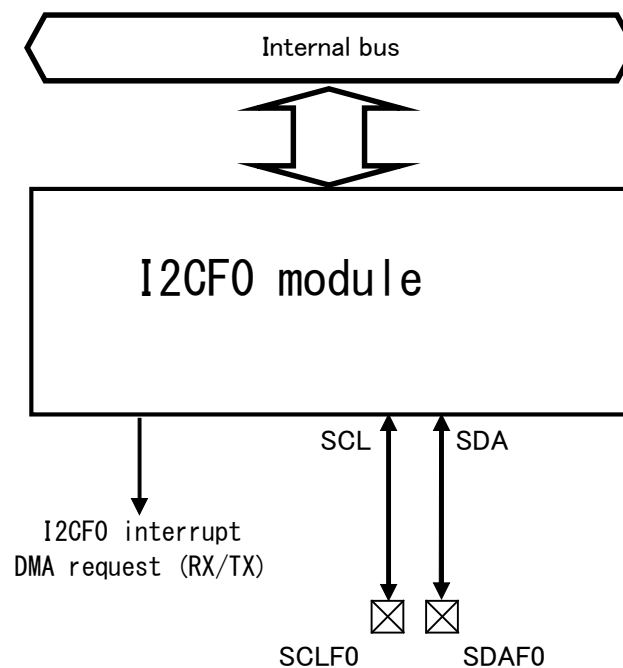 Internal bus
I2CF0 module
SCL
SDA
I2CF0 interrupt
DMA request (RX/TX)
SCLF0
SDAF0